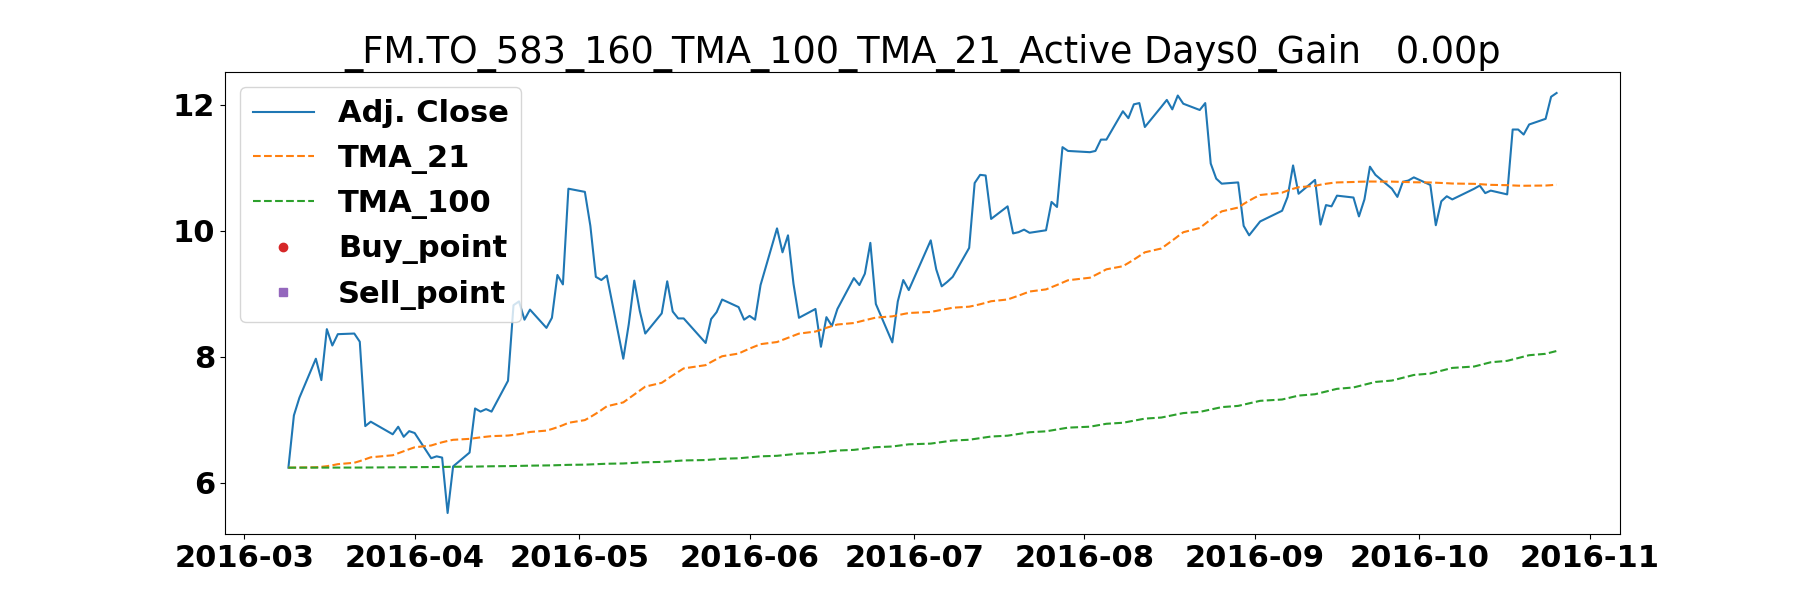 _FM.TO_583_160_TMA_100_TMA_21_Active Days0_Gain   0.00p
12
10
8
6
Adj. Close
TMA_21
TMA_100
Buy_point
Sell_point
2016-03 2016-04 2016-05 2016-06 2016-07 2016-08 2016-09 2016-10 2016-11